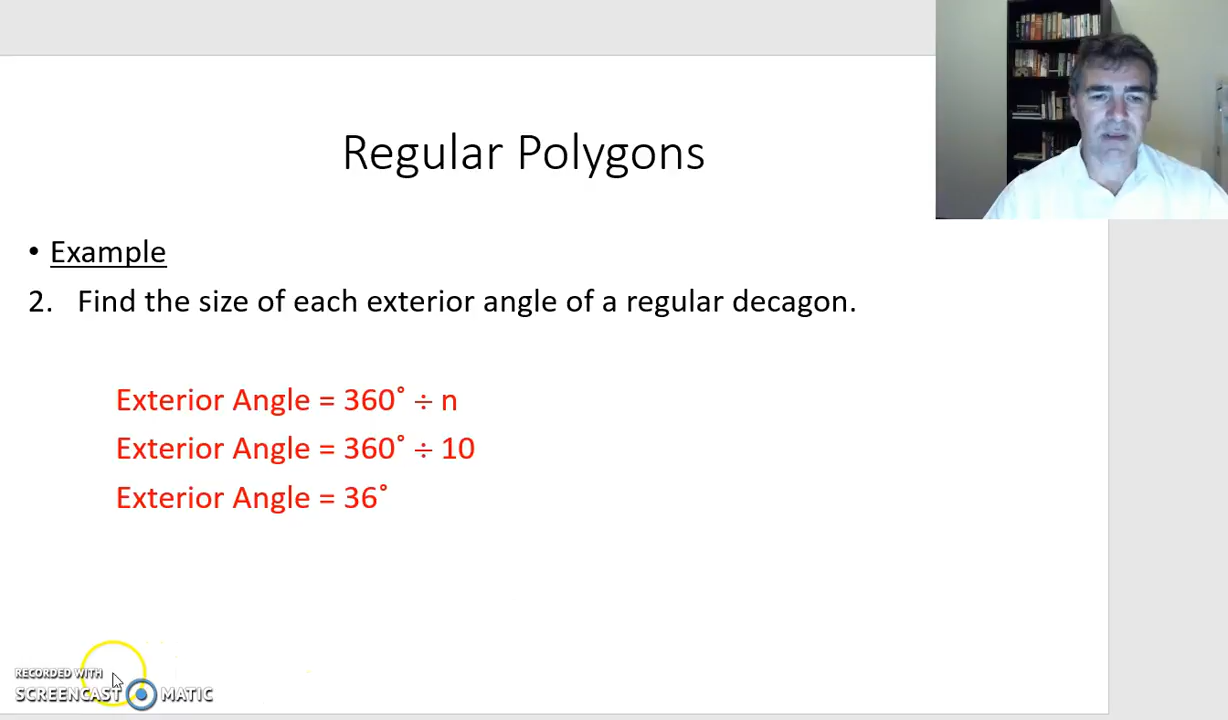 Regular Polygons
• Example
2. Find the size of each exterior angle of a regular decagon.
Exterior Angle = 360˚ ÷ n
Exterior Angle = 360˚ ÷ 10
Exterior Angle = 36˚
RECORDED WITH
SCREENCAST MATIC